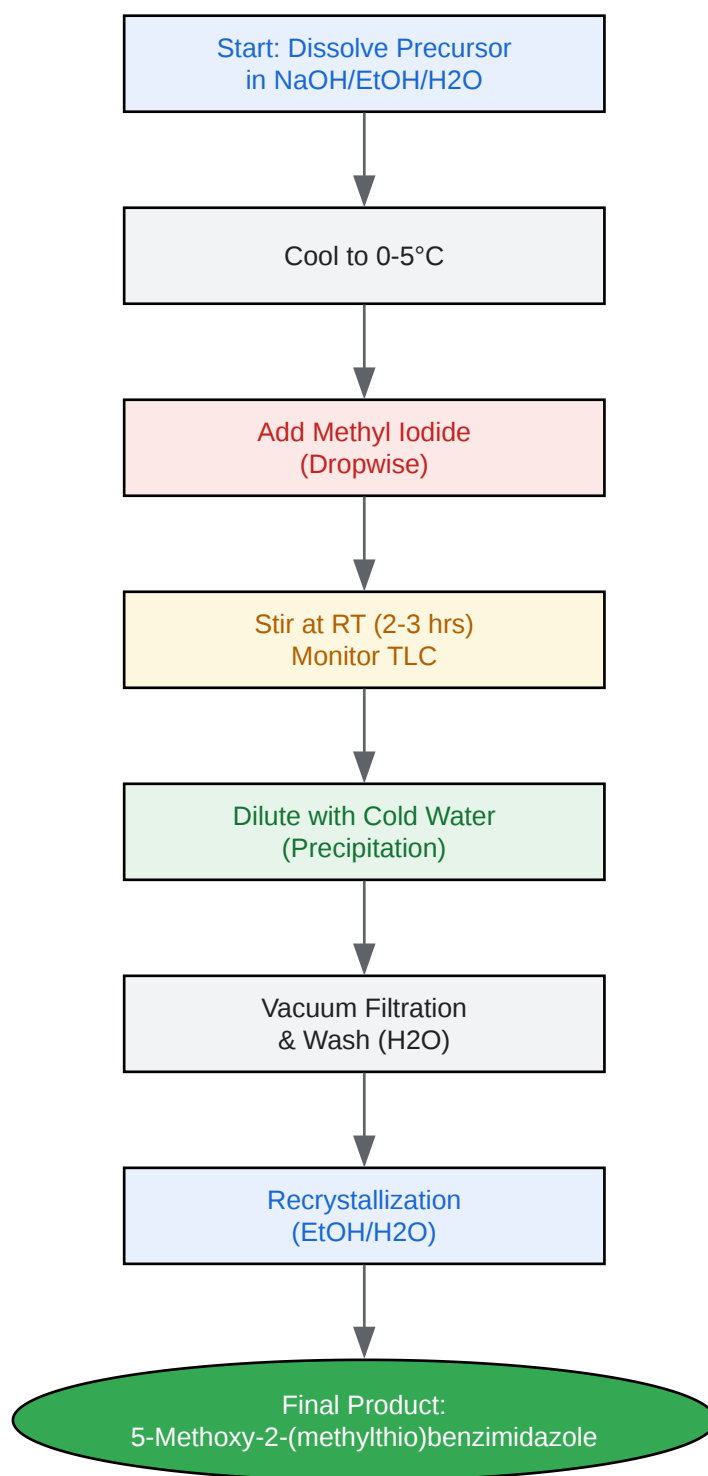 Start: Dissolve Precursor
in NaOH/EtOH/H2O
Cool to 0-5°C
Add Methyl Iodide
(Dropwise)
Stir at RT (2-3 hrs)
Monitor TLC
Dilute with Cold Water
(Precipitation)
Vacuum Filtration
& Wash (H2O)
Recrystallization
(EtOH/H2O)
Final Product:
5-Methoxy-2-(methylthio)benzimidazole